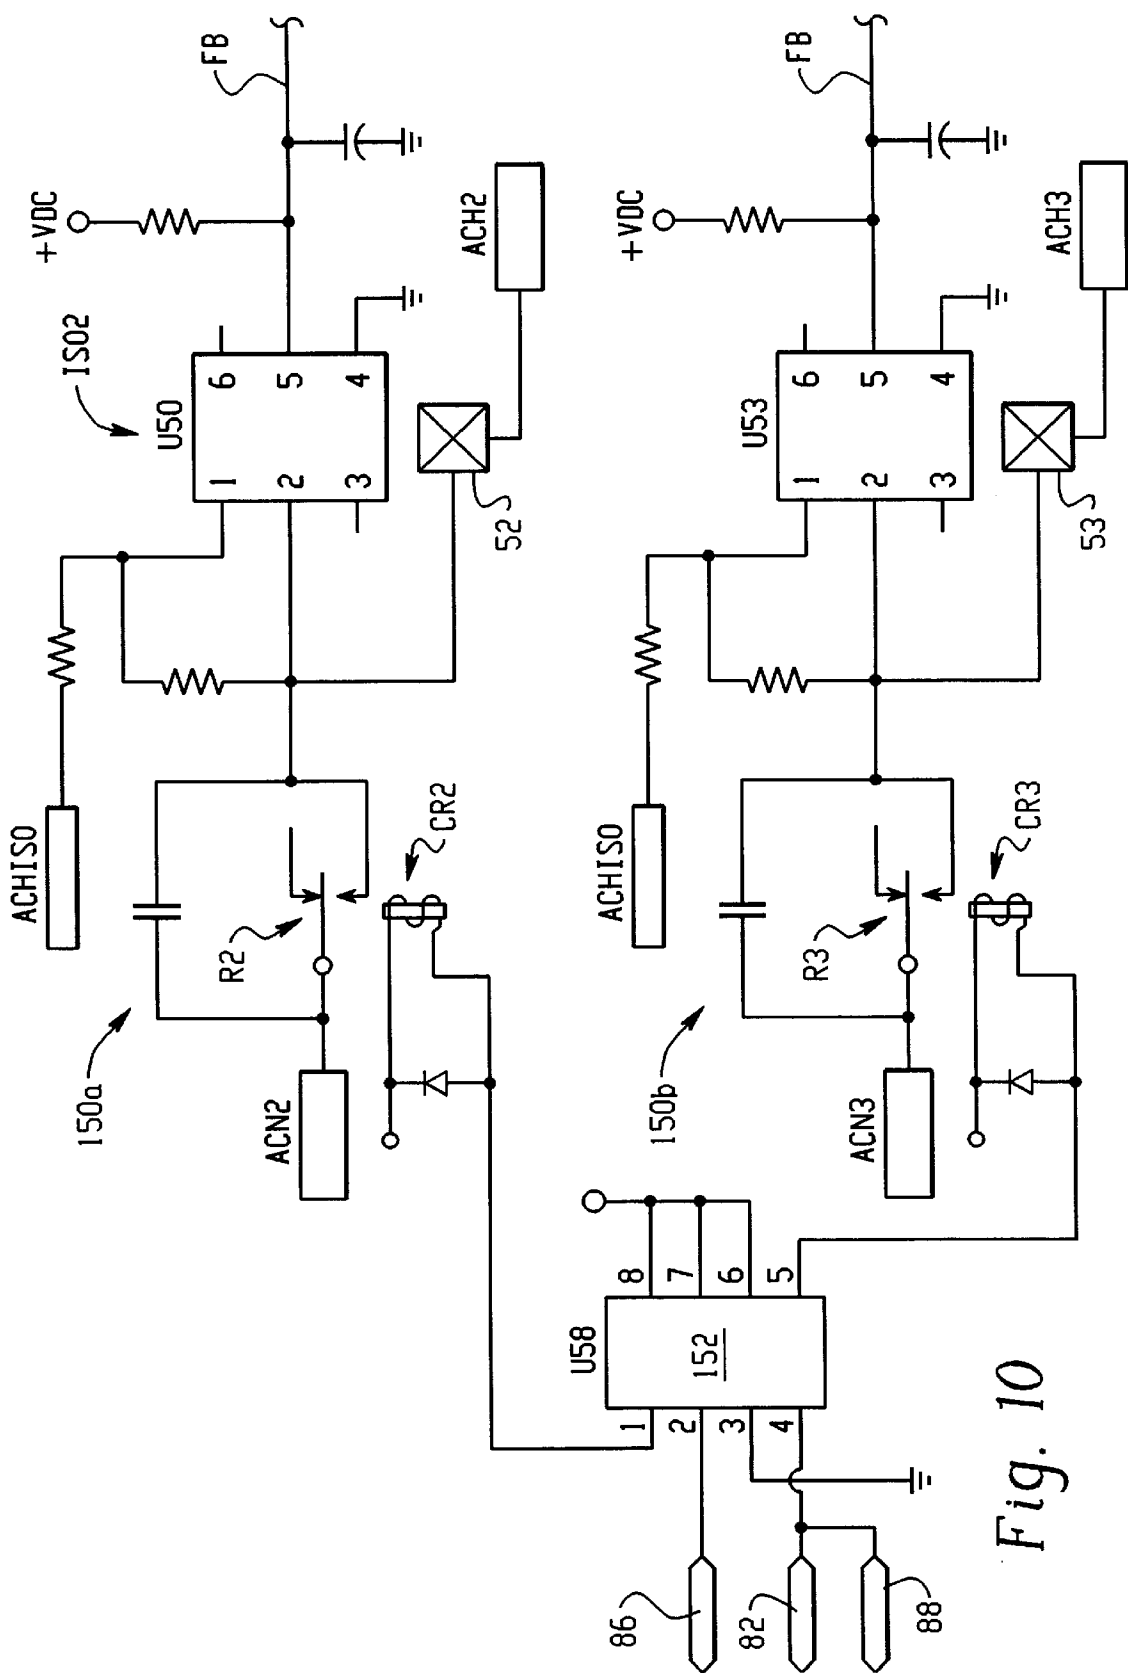 FB
+VDC
ISO2
U50
1
2
3
6
5
4
ACH2
52
ACHISO
R2
CR2
150a
ACN2
FB
+VDC
U53
1
2
3
6
5
4
ACH3
53
ACHISO
R3
CR3
150b
ACN3
U58
152
8
7
6
5
1
2
3
4
86
82
88
Fig. 10